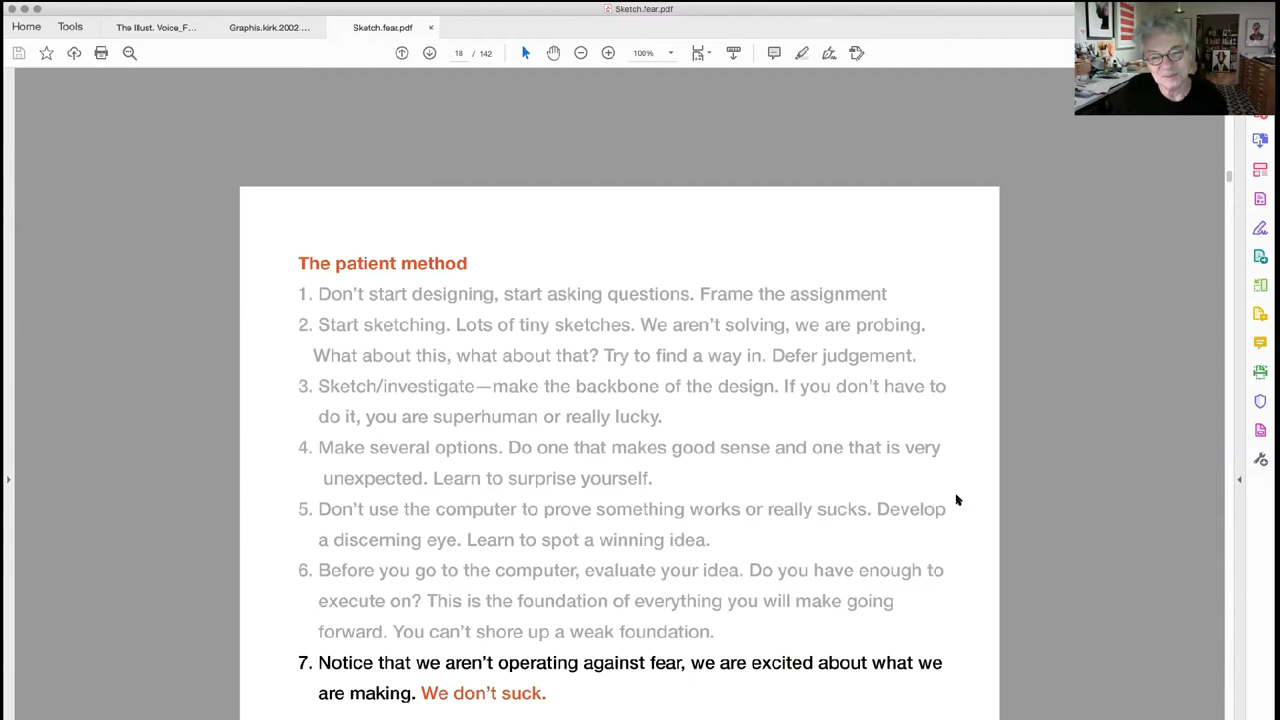 Sketch.fear.pdf
Home Tools The Illust. Voice_F... Graphis.kirk.2002.... Sketch.fear.pdf ×
18 / 142 100%
The patient method
1. Don't start designing, start asking questions. Frame the assignment
2. Start sketching. Lots of tiny sketches. We aren't solving, we are probing.
What about this, what about that? Try to find a way in. Defer judgement.
3. Sketch/investigate—make the backbone of the design. If you don't have to
do it, you are superhuman or really lucky.
4. Make several options. Do one that makes good sense and one that is very
unexpected. Learn to surprise yourself.
5. Don't use the computer to prove something works or really sucks. Develop
a discerning eye. Learn to spot a winning idea.
6. Before you go to the computer, evaluate your idea. Do you have enough to
execute on? This is the foundation of everything you will make going
forward. You can't shore up a weak foundation.
7. Notice that we aren't operating against fear, we are excited about what we
are making. We don't suck.